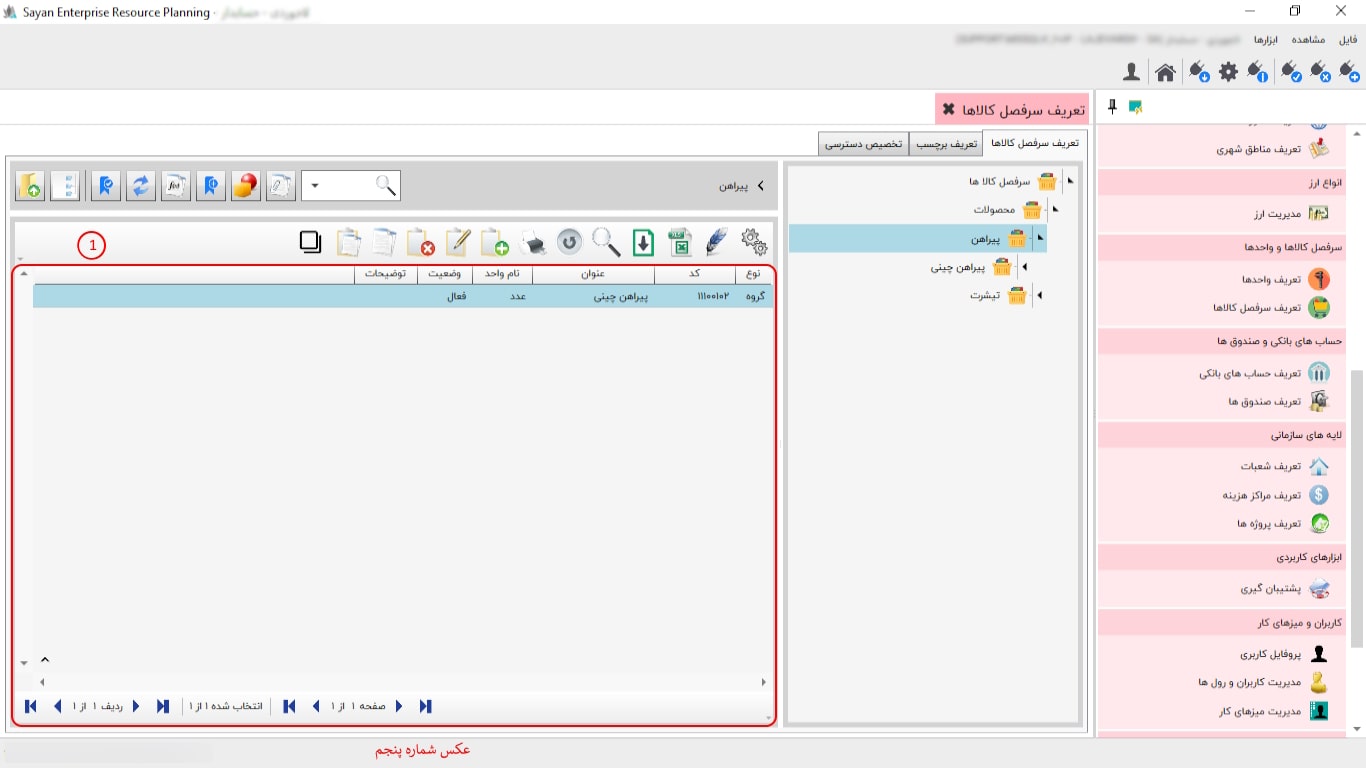 Sayan Enterprise Resource Planning -
فایل مشاهده ابزارها
تعریف سرفصل کالاها
تعریف سرفصل کالاها تعریف برچسب تخصیص دسترسی
پیراهن
1
نوع کد عنوان نام واحد وضعیت توضیحات
گروه ۱۱۱۰۰۱۰۲ پیراهن چینی عدد فعال
ردیف ۱ از ۱
انتخاب شده ۱ از ۱
صفحه ۱ از ۱
سرفصل کالا ها
محصولات
پیراهن
پیراهن چینی
تیشرت
تعریف مناطق شهری
انواع ارز
مدیریت ارز
سرفصل کالاها و واحدها
تعریف واحدها
تعریف سرفصل کالاها
حساب های بانکی و صندوق ها
تعریف حساب های بانکی
تعریف صندوق ها
لایه های سازمانی
تعریف شعبات
تعریف مراکز هزینه
تعریف پروژه ها
ابزارهای کاربردی
پشتیبان گیری
کاربران و میزهای کار
پروفایل کاربری
مدیریت کاربران و رول ها
مدیریت میزهای کار
عکس شماره پنجم